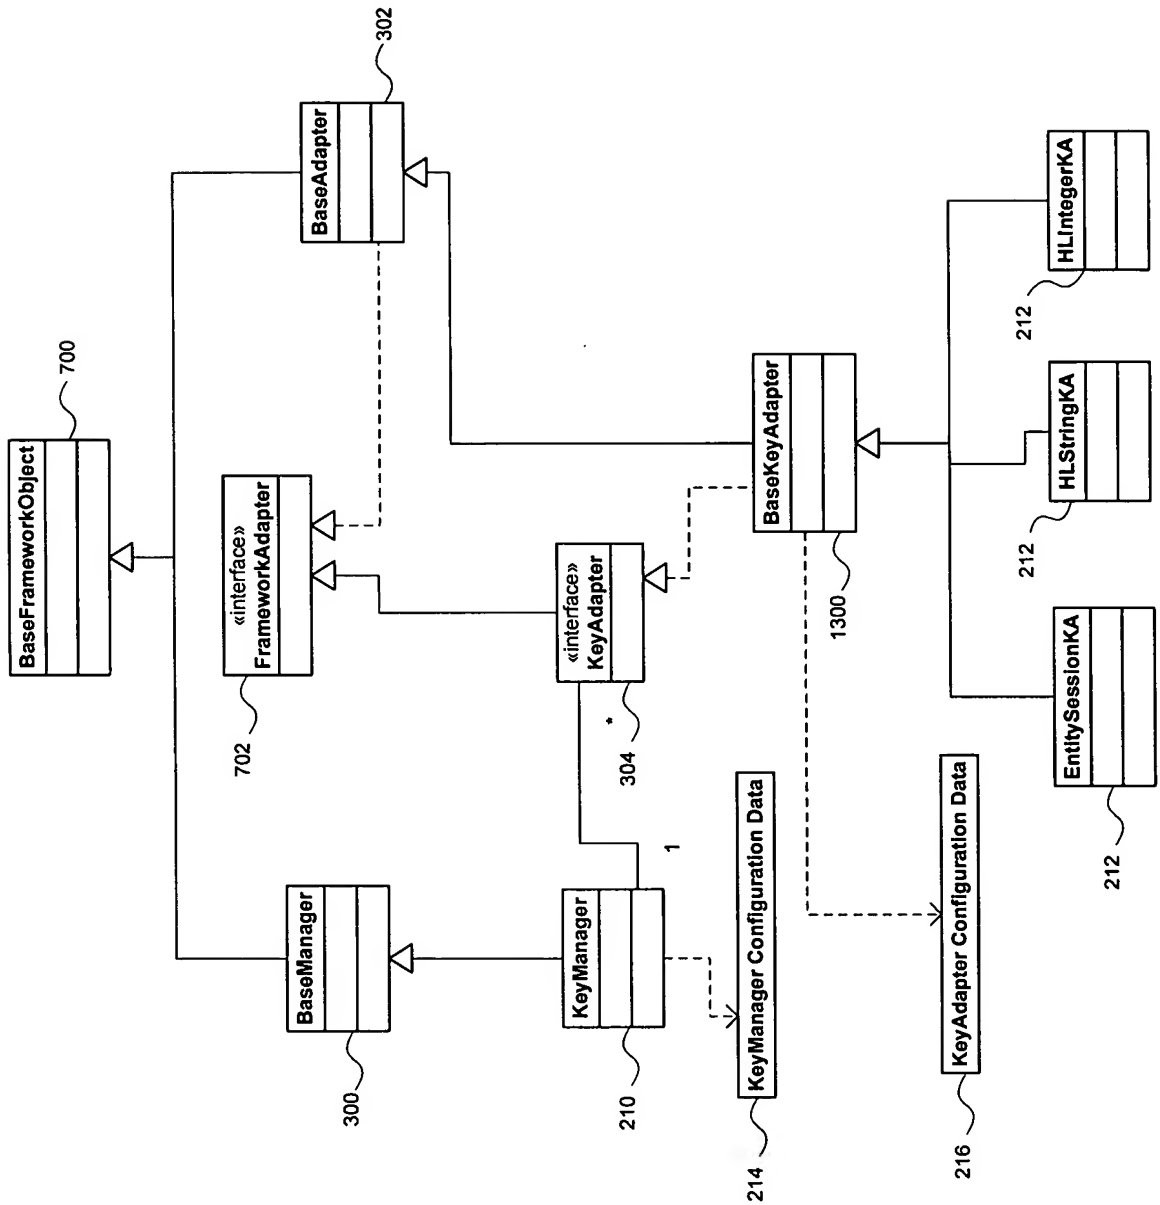 BaseFrameworkObject
700
BaseManager
300
«interface»
FrameworkAdapter
702
BaseAdapter
302
KeyManager
210
1
«interface»
KeyAdapter
304
*
KeyManager Configuration Data
214
BaseKeyAdapter
1300
KeyAdapter Configuration Data
216
EntitySessionKA
212
HLStringKA
212
HLIntegerKA
212